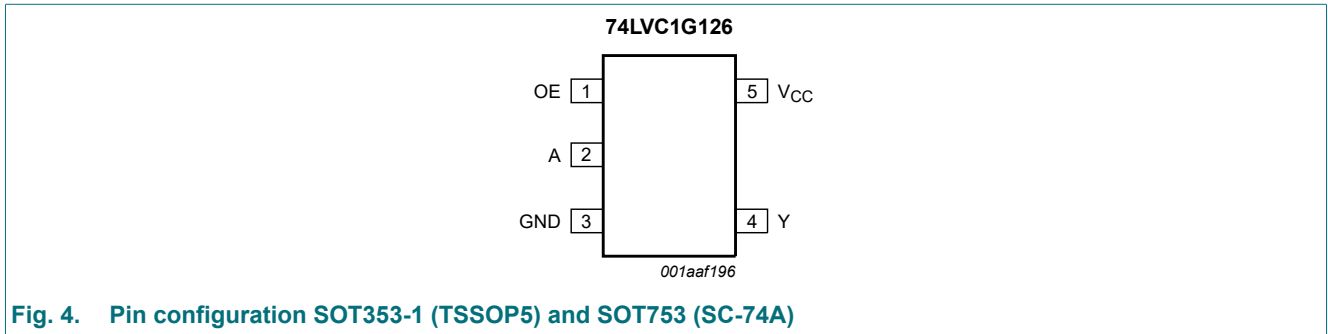 74LVC1G126
OE 1 5 VCC
A 2
GND 3 4 Y
001aaf196
Fig. 4. Pin configuration SOT353-1 (TSSOP5) and SOT753 (SC-74A)